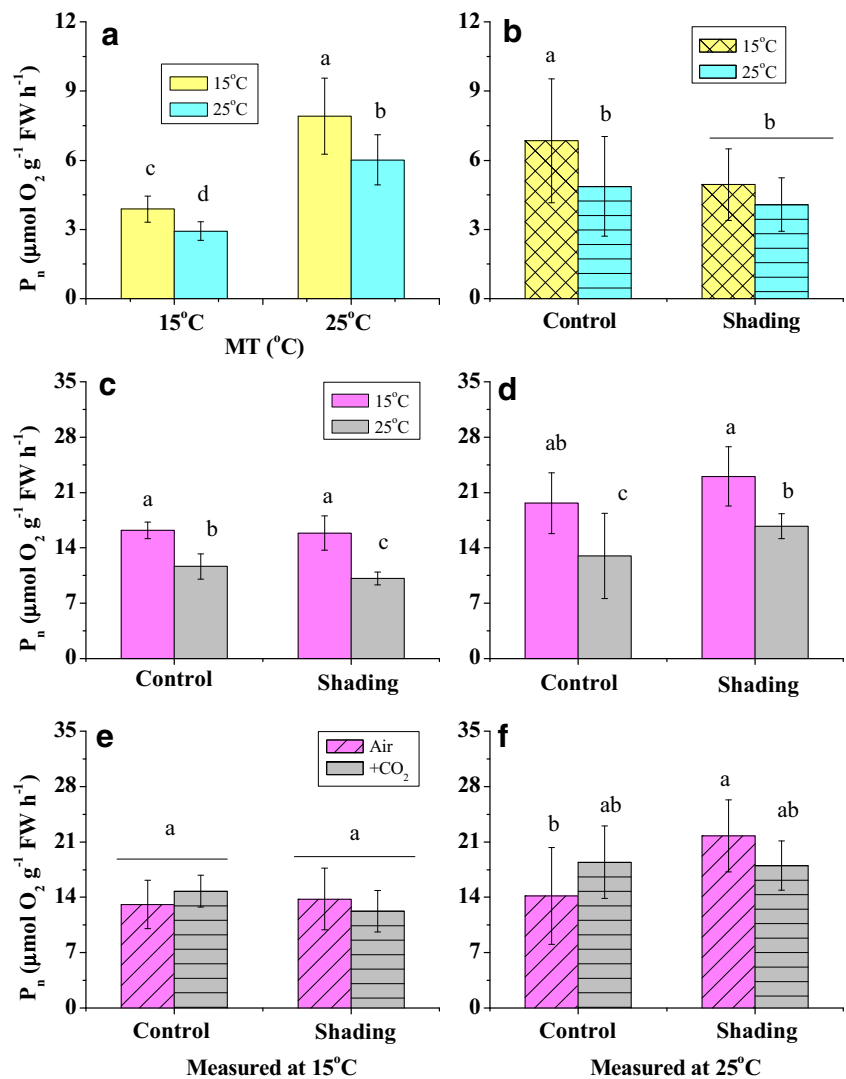 a
15°C
25°C
P_n (μmol O_2 g^-1 FW h^-1)
12
9
6
3
0
c
d
a
b
15°C
25°C
MT (°C)
b
15°C
25°C
12
9
6
3
0
a
b
b
Control
Shading
c
15°C
25°C
P_n (μmol O_2 g^-1 FW h^-1)
35
28
21
14
7
0
a
b
a
c
Control
Shading
d
35
28
21
14
7
0
ab
c
a
b
Control
Shading
e
Air
+CO_2
P_n (μmol O_2 g^-1 FW h^-1)
35
28
21
14
7
0
a
a
Control
Shading
Measured at 15°C
f
35
28
21
14
7
0
b
ab
a
ab
Control
Shading
Measured at 25°C